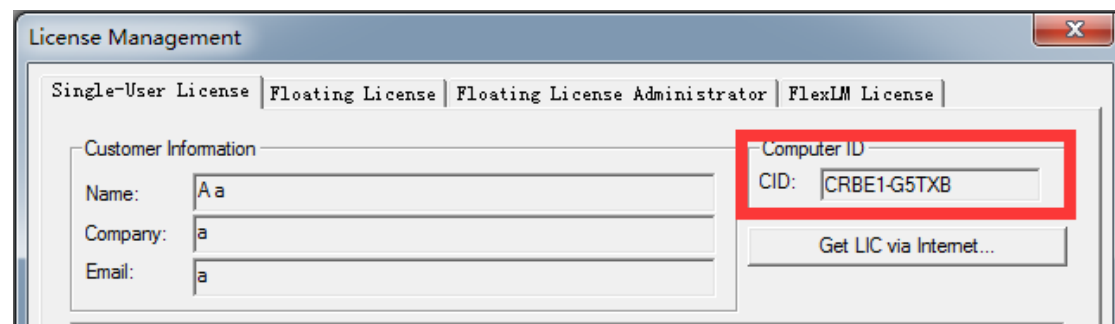 License Management
Single-User License
Floating License
Floating License Administrator
FlexLM License
Customer Information
Name: A a
Company: a
Email: a
Computer ID
CID: CRBE1-G5TXB
Get LIC via Internet...